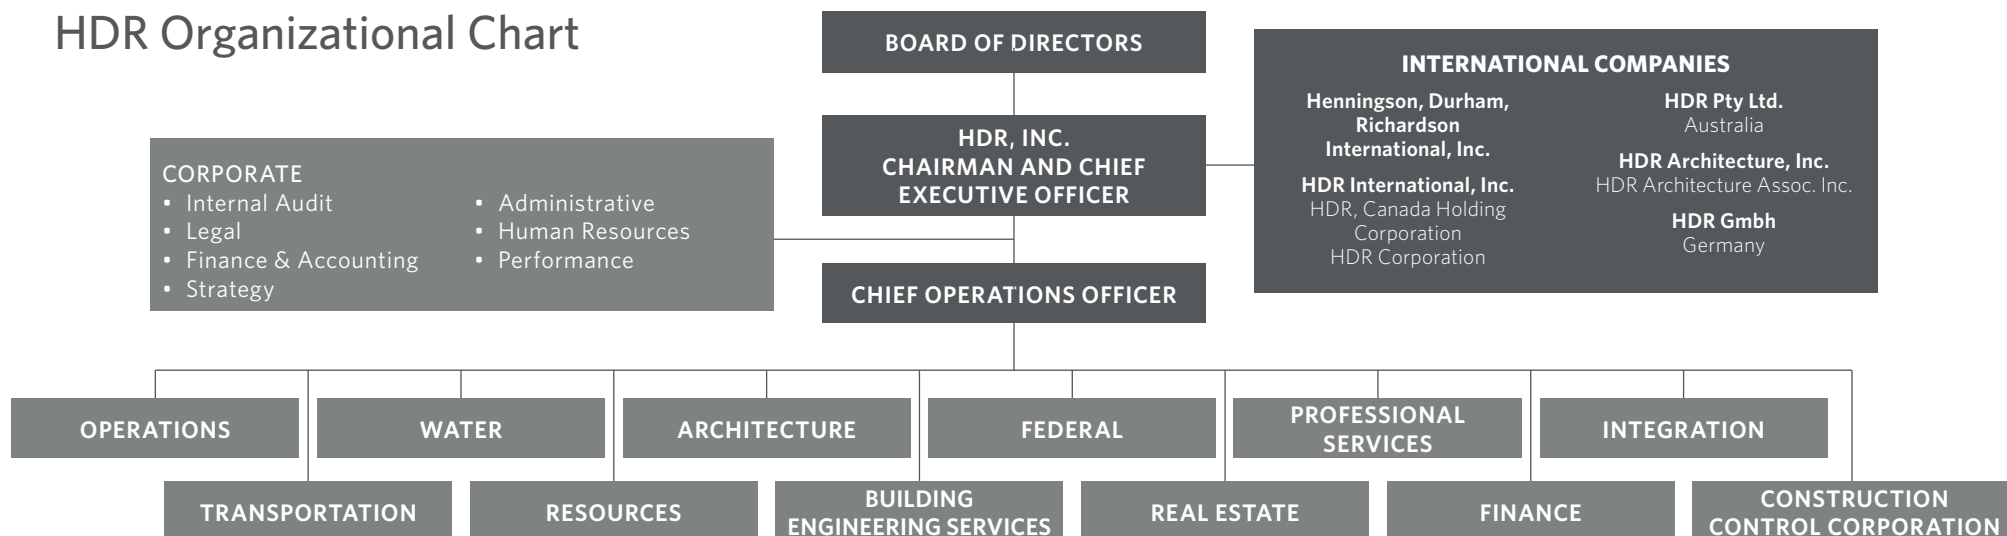 HDR Organizational Chart
BOARD OF DIRECTORS
HDR, INC.
CHAIRMAN AND CHIEF
EXECUTIVE OFFICER
INTERNATIONAL COMPANIES
Henningson, Durham,
Richardson
International, Inc.
HDR International, Inc.
HDR, Canada Holding
Corporation
HDR Corporation
HDR Pty Ltd.
Australia
HDR Architecture, Inc.
HDR Architecture Assoc. Inc.
HDR Gmbh
Germany
CORPORATE
• Internal Audit
• Legal
• Finance & Accounting
• Strategy
• Administrative
• Human Resources
• Performance
CHIEF OPERATIONS OFFICER
OPERATIONS
WATER
ARCHITECTURE
FEDERAL
PROFESSIONAL
SERVICES
INTEGRATION
TRANSPORTATION
RESOURCES
BUILDING
ENGINEERING SERVICES
REAL ESTATE
FINANCE
CONSTRUCTION
CONTROL CORPORATION